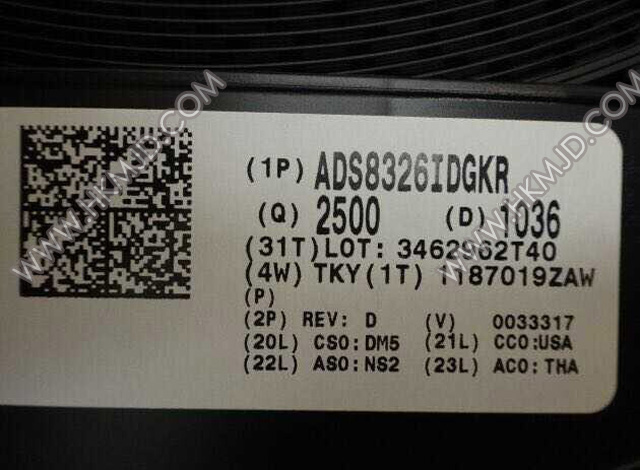 (1P) ADS8326IDGKR
(Q) 2500 (D) 1036
(31T)LOT: 3462962T40
(4W) TKY(1T) 1187019ZAW
(P)
(2P) REV: D (V) 0033317
(20L) CSO:DM5 (21L) CCO:USA
(22L) ASO:NS2 (23L) ACO: THA
WWW.HKMJD.COM
WWW.HKMJD.COM